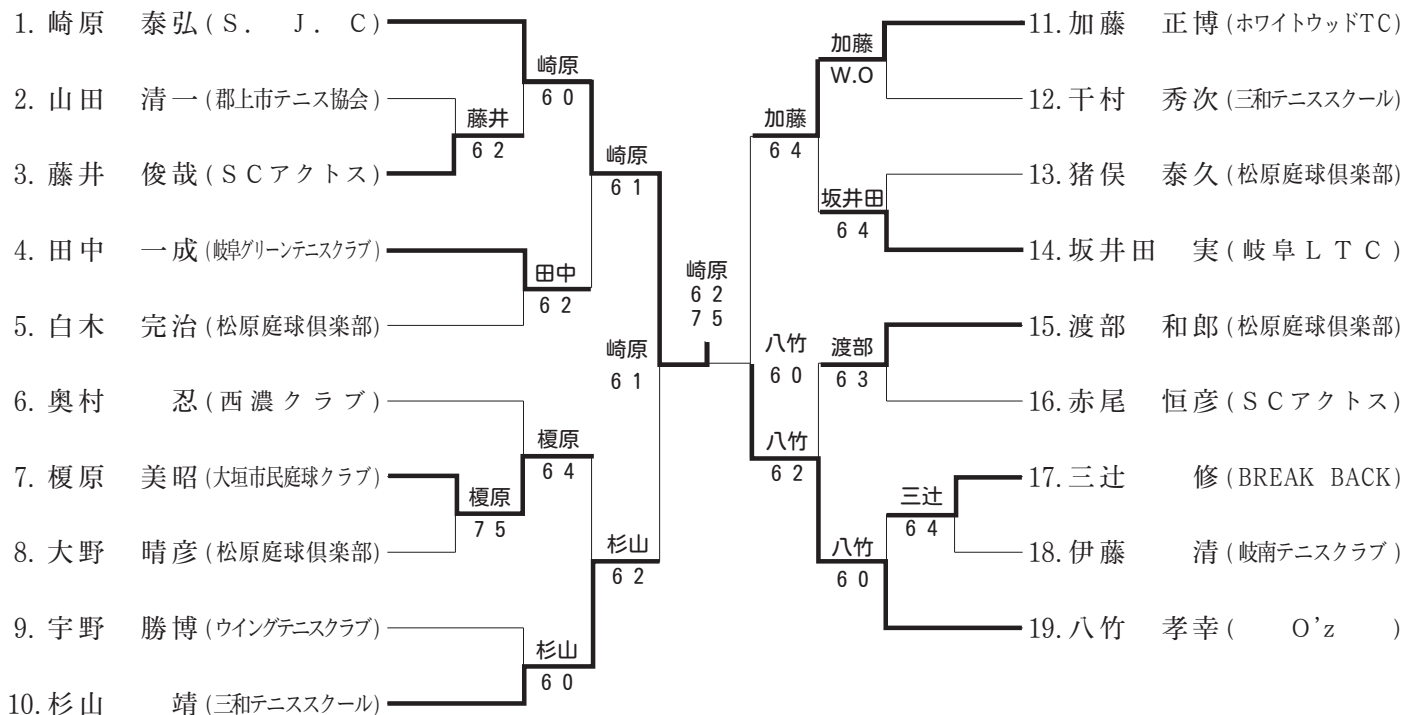 1. 崎原　泰弘 (S. J. C)
2. 山田　清一 (郡上市テニス協会)
3. 藤井　俊哉 (SCアクトス)
4. 田中　一成 (岐阜グリーンテニスクラブ)
5. 白木　完治 (松原庭球倶楽部)
6. 奥村　忍 (西濃クラブ)
7. 榎原　美昭 (大垣市民庭球クラブ)
8. 大野　晴彦 (松原庭球倶楽部)
9. 宇野　勝博 (ウイングテニスクラブ)
10. 杉山　靖 (三和テニススクール)
藤井
6 2
榎原
7 5
崎原
6 0
田中
6 2
榎原
6 4
杉山
6 0
崎原
6 1
杉山
6 2
崎原
6 1
崎原
6 2
7 5
八竹
6 0
加藤
6 4
八竹
6 2
加藤
W.O
坂井田
6 4
渡部
6 3
八竹
6 0
三辻
6 4
11. 加藤　正博 (ホワイトウッドTC)
12. 干村　秀次 (三和テニススクール)
13. 猪俣　泰久 (松原庭球倶楽部)
14. 坂井田　実 (岐阜LTC)
15. 渡部　和郎 (松原庭球倶楽部)
16. 赤尾　恒彦 (SCアクトス)
17. 三辻　修 (BREAK BACK)
18. 伊藤　清 (岐南テニスクラブ)
19. 八竹　孝幸 (O'z)